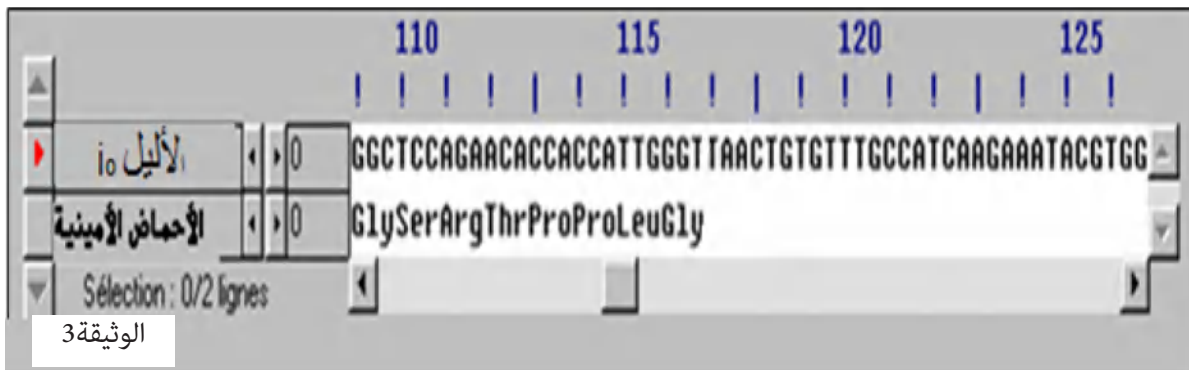 110 115 120 125
الأليل i₀ 0 GGCTCCAGAACACCACCATTGGGTTAACTGTGTTTGCCATCAAGAAATACGTGG
الأحماض الأمينية 0 GlySerArgThrProProLeuGly
Sélection : 0/2 lignes
الوثيقة3